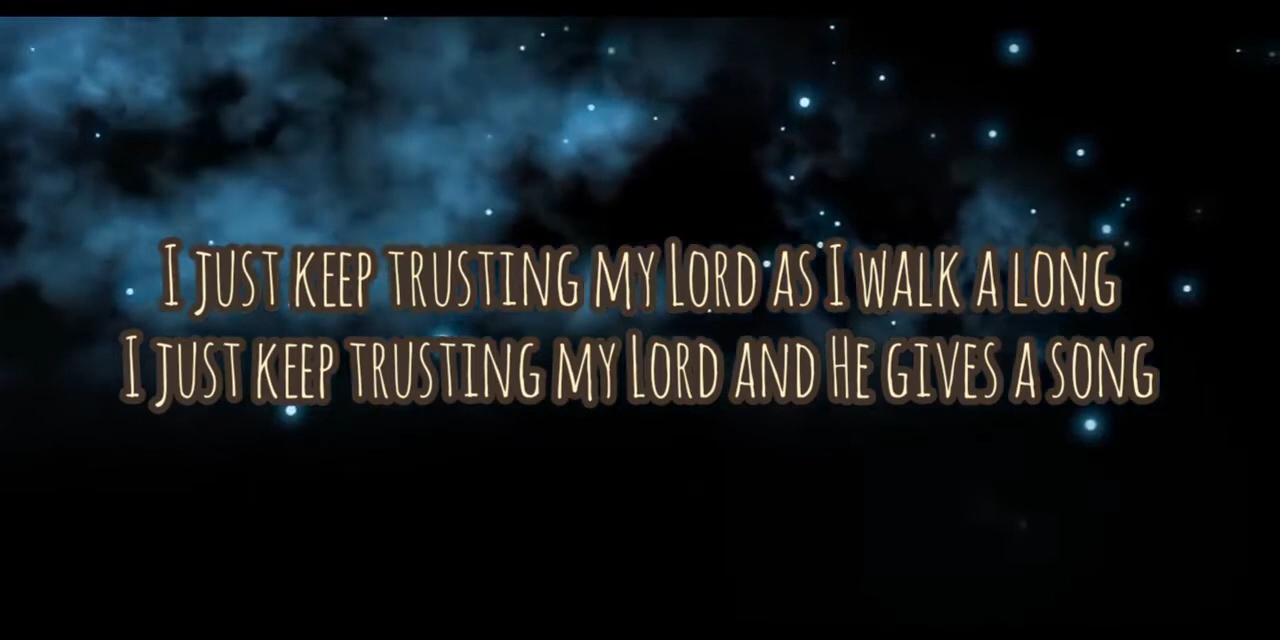 I just keep trusting my Lord as I walk a long
I just keep trusting my Lord and He gives a song